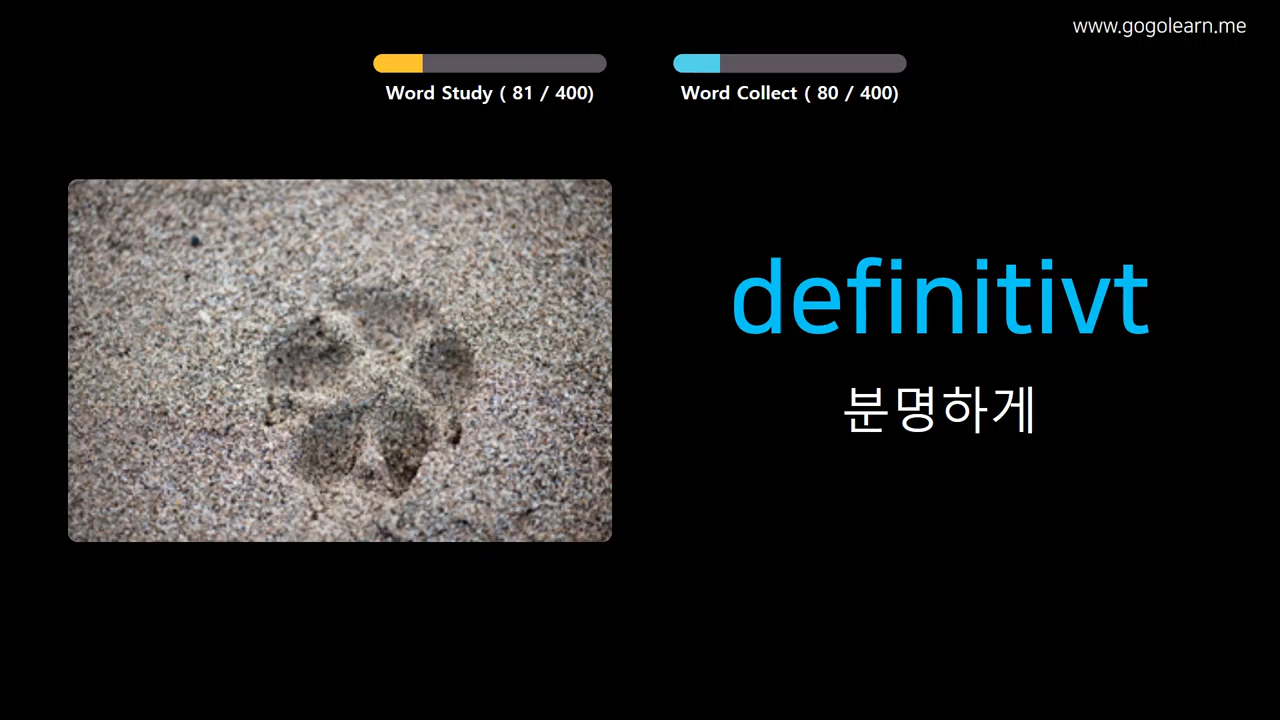 www.gogolearn.me
Word Study ( 81 / 400)
Word Collect ( 80 / 400)
definitivt
분명하게